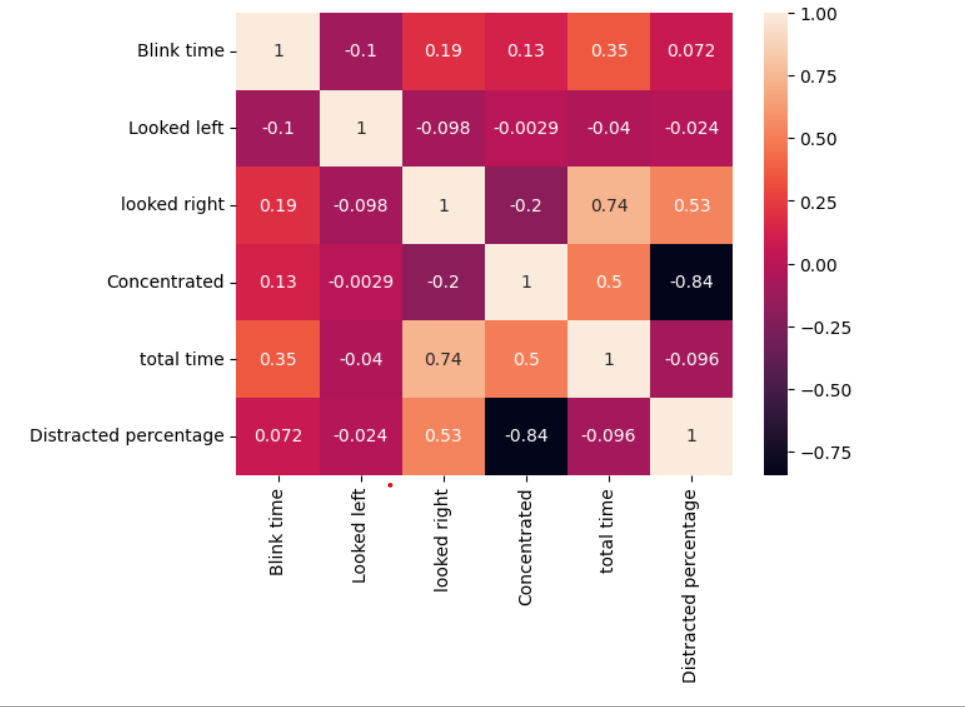 1.00
Blink time 1 -0.1 0.19 0.13 0.35 0.072
0.75
Looked left -0.1 1 -0.098 -0.0029 -0.04 -0.024
0.50
looked right 0.19 -0.098 1 -0.2 0.74 0.53
0.25
0.00
Concentrated 0.13 -0.0029 -0.2 1 0.5 -0.84
−0.25
total time 0.35 -0.04 0.74 0.5 1 -0.096
−0.50
Distracted percentage 0.072 -0.024 0.53 -0.84 -0.096 1
−0.75
Blink time
Looked left
looked right
Concentrated
total time
Distracted percentage